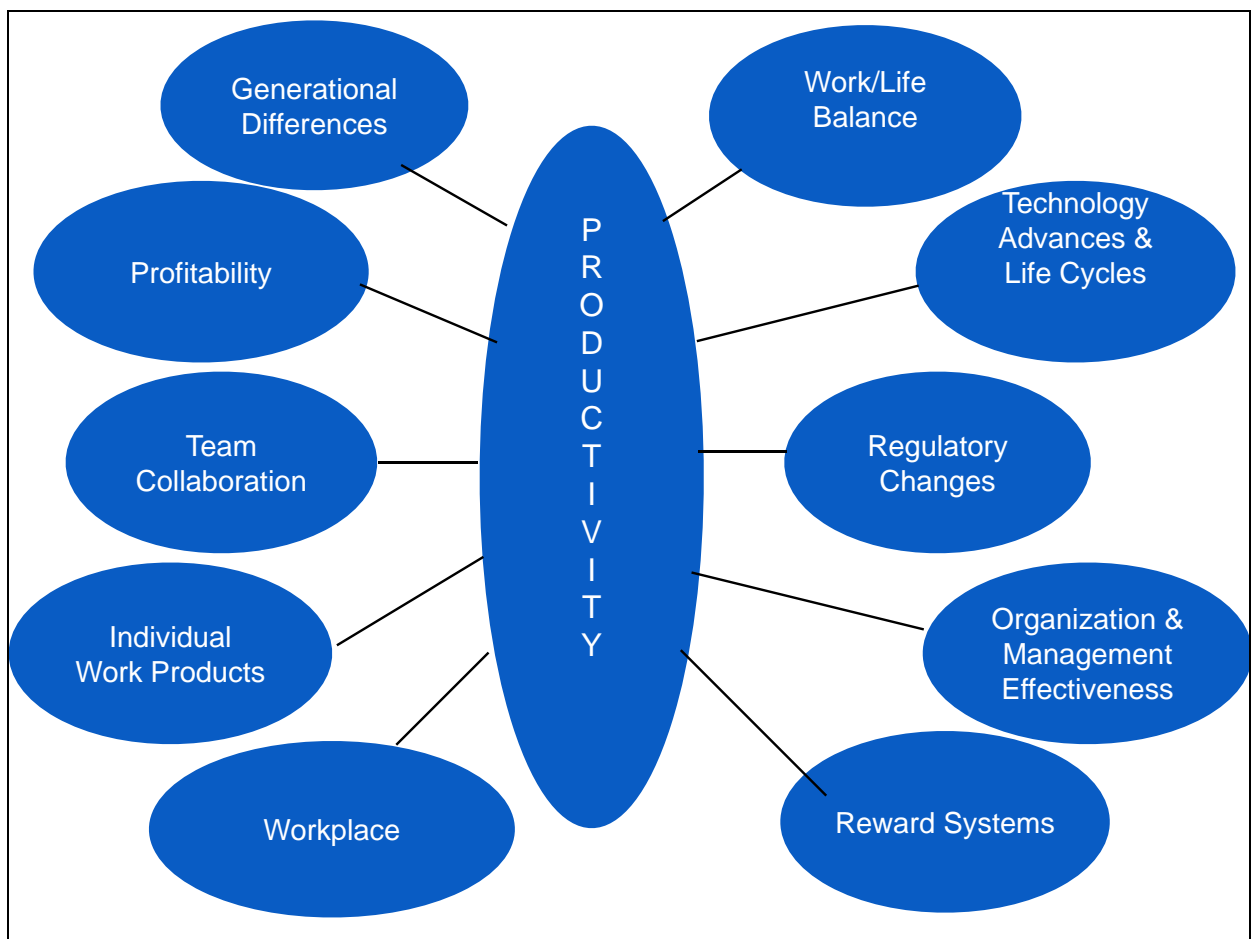 Generational
Differences
Work/Life
Balance
Profitability
Technology
Advances &
Life Cycles
P
R
O
D
U
C
T
I
V
I
T
Y
Team
Collaboration
Regulatory
Changes
Individual
Work Products
Organization &
Management
Effectiveness
Workplace
Reward Systems